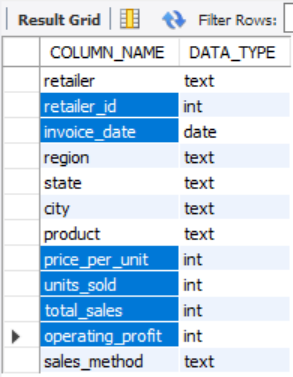 Result Grid Filter Rows:
COLUMN_NAME DATA_TYPE
retailer text
retailer_id int
invoice_date date
region text
state text
city text
product text
price_per_unit int
units_sold int
total_sales int
operating_profit int
sales_method text